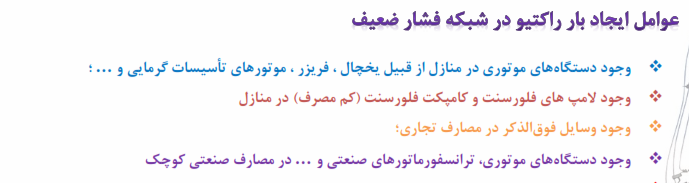 عوامل ایجاد بار راکتیو در شبکه فشار ضعیف
❖ وجود دستگاه‌های موتوری در منازل از قبیل یخچال ، فریزر ، موتورهای تأسیسات گرمایی و ... ؛
❖ وجود لامپ های فلورسنت و کامپکت فلورسنت (کم مصرف) در منازل
❖ وجود وسایل فوق‌الذکر در مصارف تجاری؛
❖ وجود دستگاه‌های موتوری، ترانسفورماتورهای صنعتی و ... در مصارف صنعتی کوچک